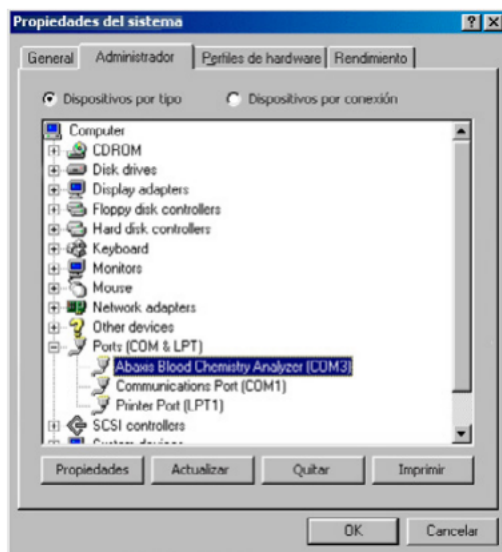 Propiedades del sistema
General Administrador Perfiles de hardware Rendimiento
Dispositivos por tipo Dispositivos por conexión
Computer
CDROM
Disk drives
Display adapters
Floppy disk controllers
Hard disk controllers
Keyboard
Monitors
Mouse
Network adapters
Other devices
Ports (COM & LPT)
Abaxis Blood Chemistry Analyzer (COM3)
Communications Port (COM1)
Printer Port (LPT1)
SCSI controllers
System devices
Propiedades Actualizar Quitar Imprimir
OK Cancelar